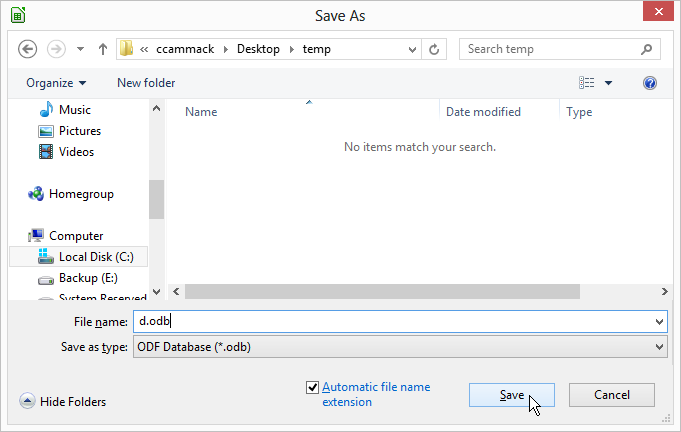 Save As
« ccammack Desktop temp
Search temp
Organize New folder
Music
Pictures
Videos
Homegroup
Computer
Local Disk (C:)
Backup (E:)
System Reserved
Name Date modified Type
No items match your search.
File name: d.odb
Save as type: ODF Database (*.odb)
Hide Folders
Automatic file name
extension
Save Cancel